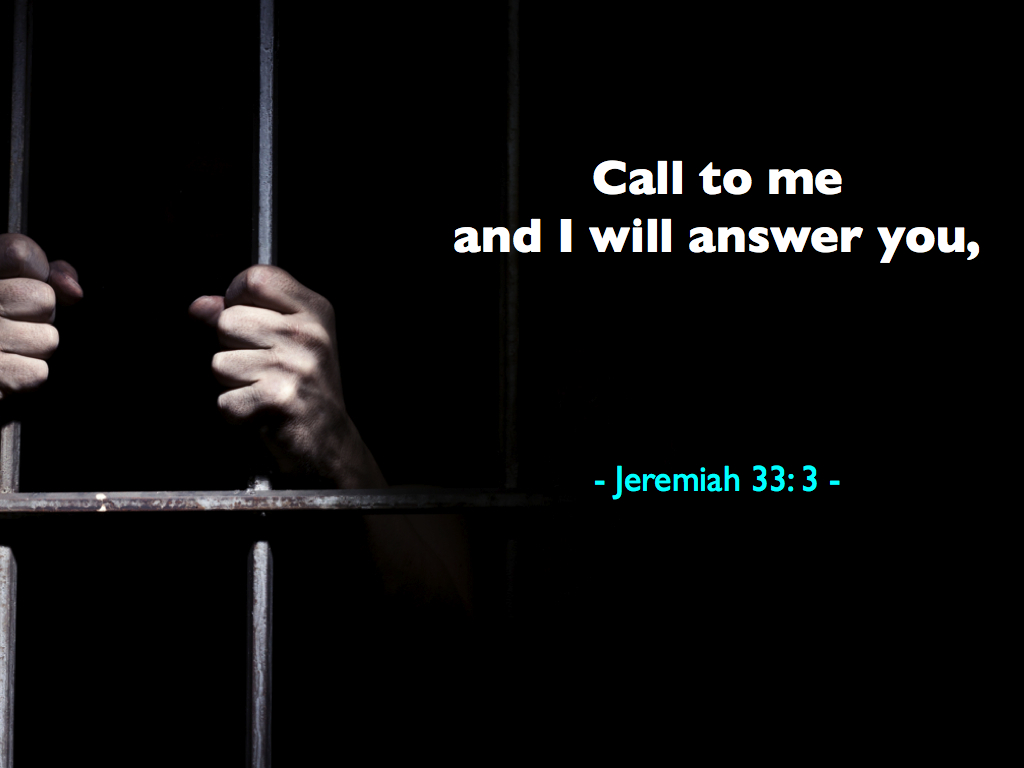 Call to me
and I will answer you,
- Jeremiah 33: 3 -